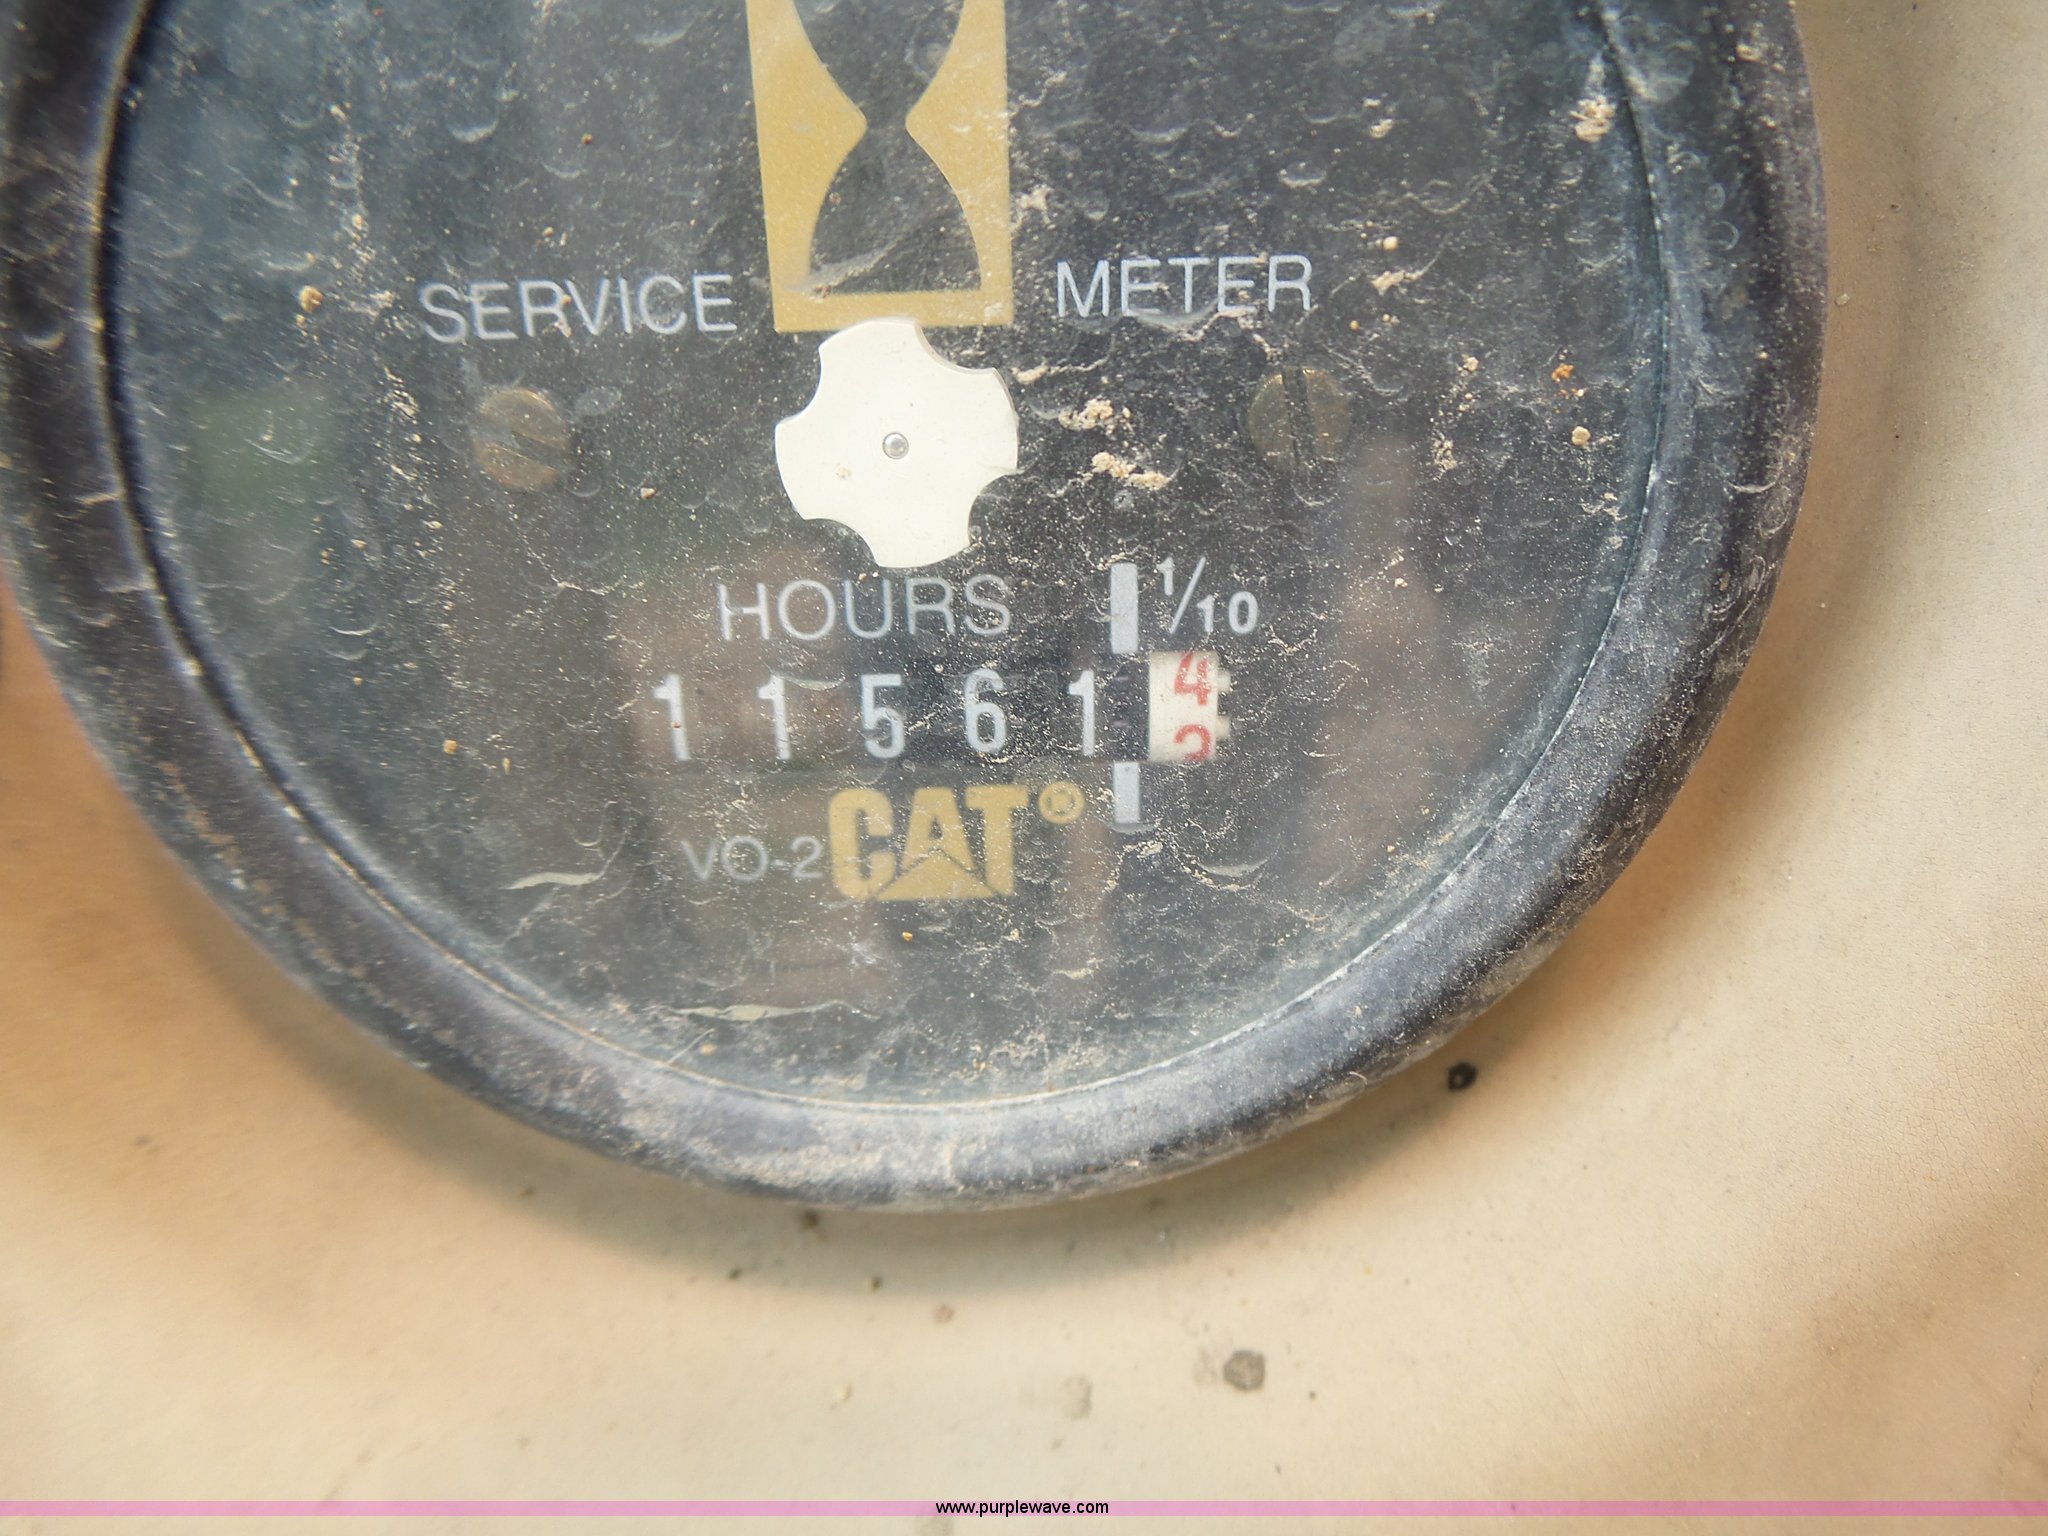 SERVICE METER
HOURS 1/10
1 1 5 6 1 4
VO-2 CAT®
www.purplewave.com